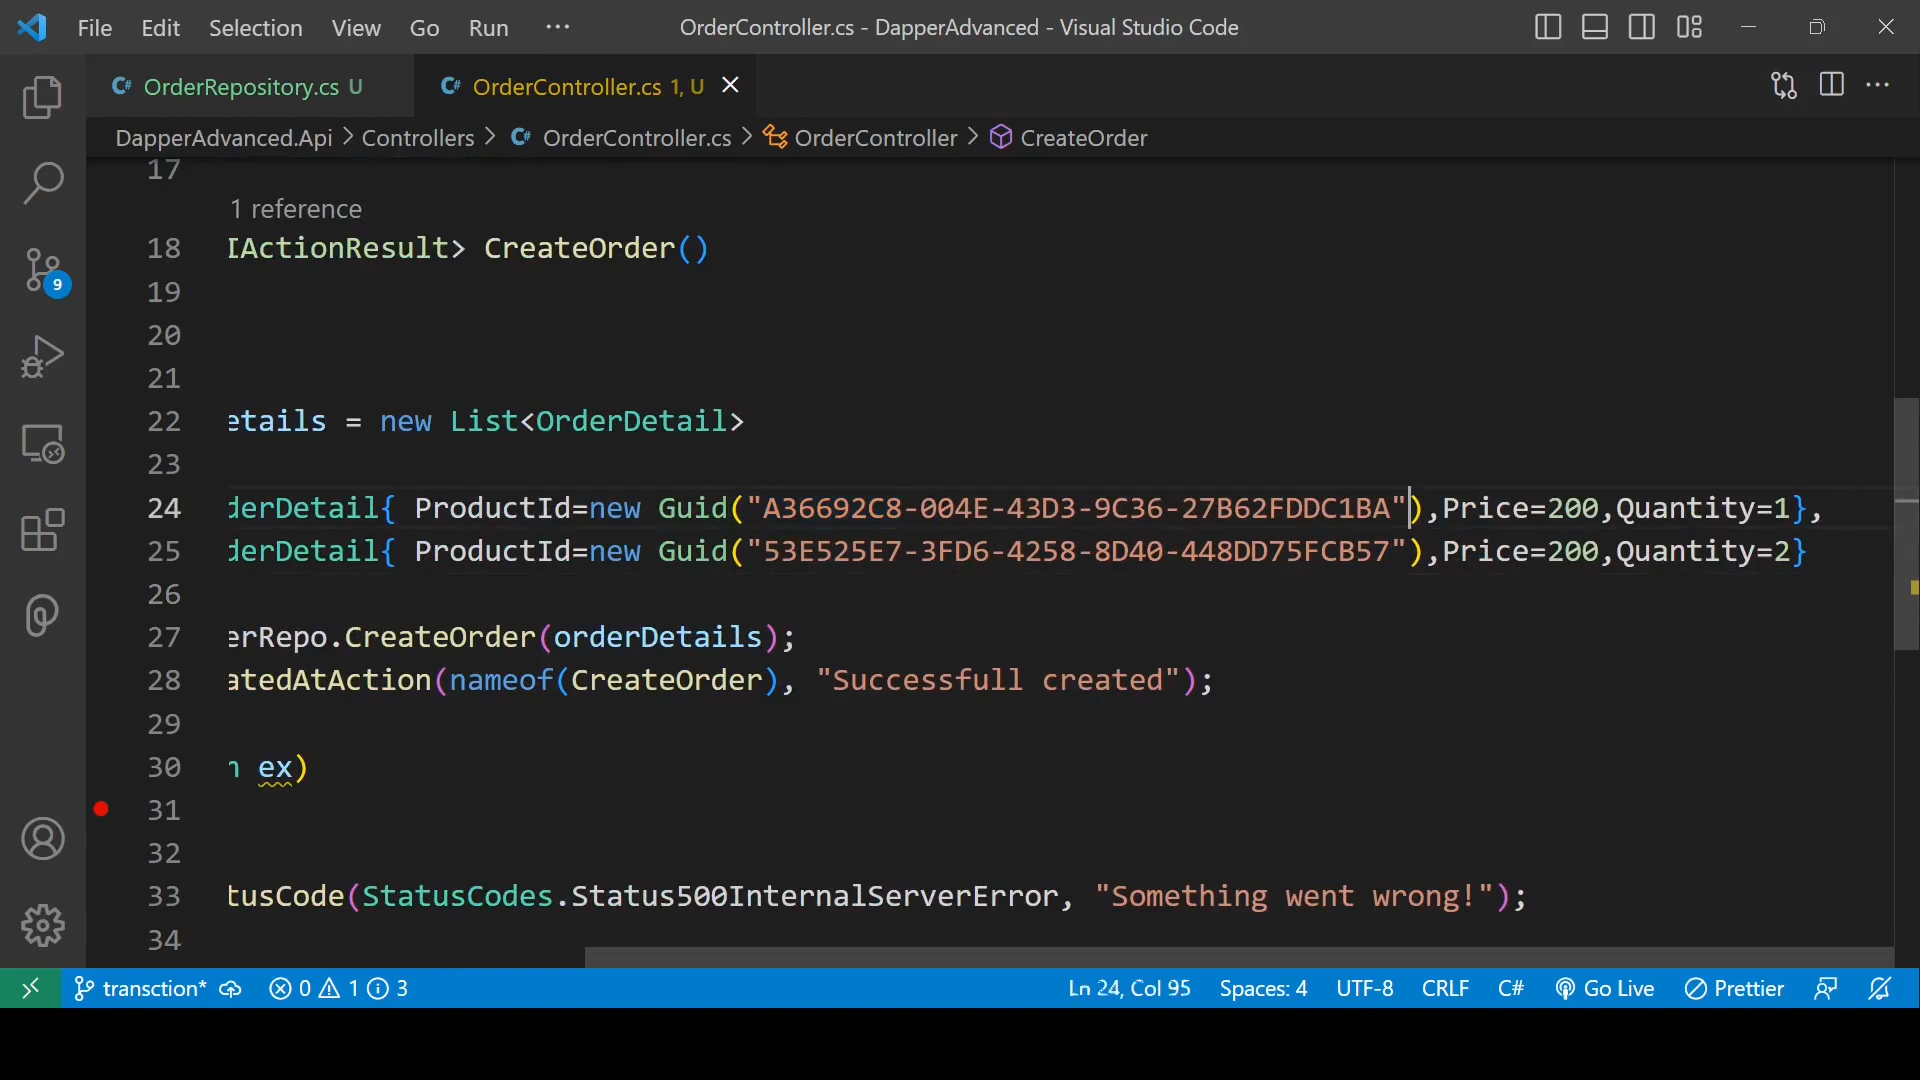 File Edit Selection View Go Run ··· OrderController.cs - DapperAdvanced - Visual Studio Code
C# OrderRepository.cs U C# OrderController.cs 1, U
DapperAdvanced.Api > Controllers > C# OrderController.cs > OrderController > CreateOrder
17
1 reference
18 IActionResult> CreateOrder()
19
20
21
22 etails = new List<OrderDetail>
23
24 derDetail{ ProductId=new Guid("A36692C8-004E-43D3-9C36-27B62FDDC1BA"),Price=200,Quantity=1},
25 derDetail{ ProductId=new Guid("53E525E7-3FD6-4258-8D40-448DD75FCB57"),Price=200,Quantity=2}
26
27 erRepo.CreateOrder(orderDetails);
28 atedAtAction(nameof(CreateOrder), "Successfull created");
29
30 n ex)
31
32
33 tusCode(StatusCodes.Status500InternalServerError, "Something went wrong!");
34
9
transction* 0 1 3 Ln 24, Col 95 Spaces: 4 UTF-8 CRLF C# Go Live Prettier